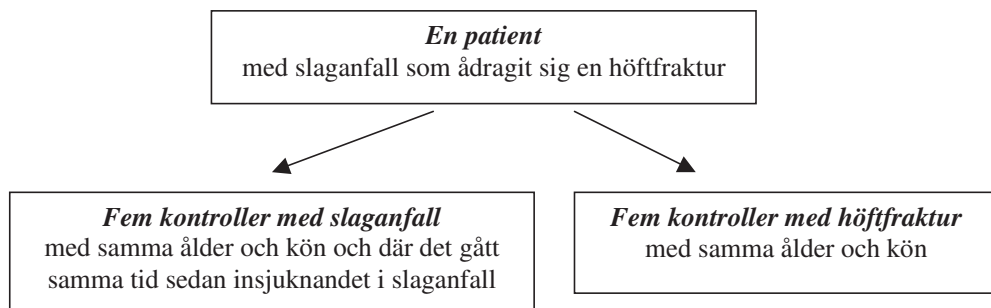 En patient
med slaganfall som ådragit sig en höftfraktur
Fem kontroller med slaganfall
med samma ålder och kön och där det gått
samma tid sedan insjuknandet i slaganfall
Fem kontroller med höftfraktur
med samma ålder och kön